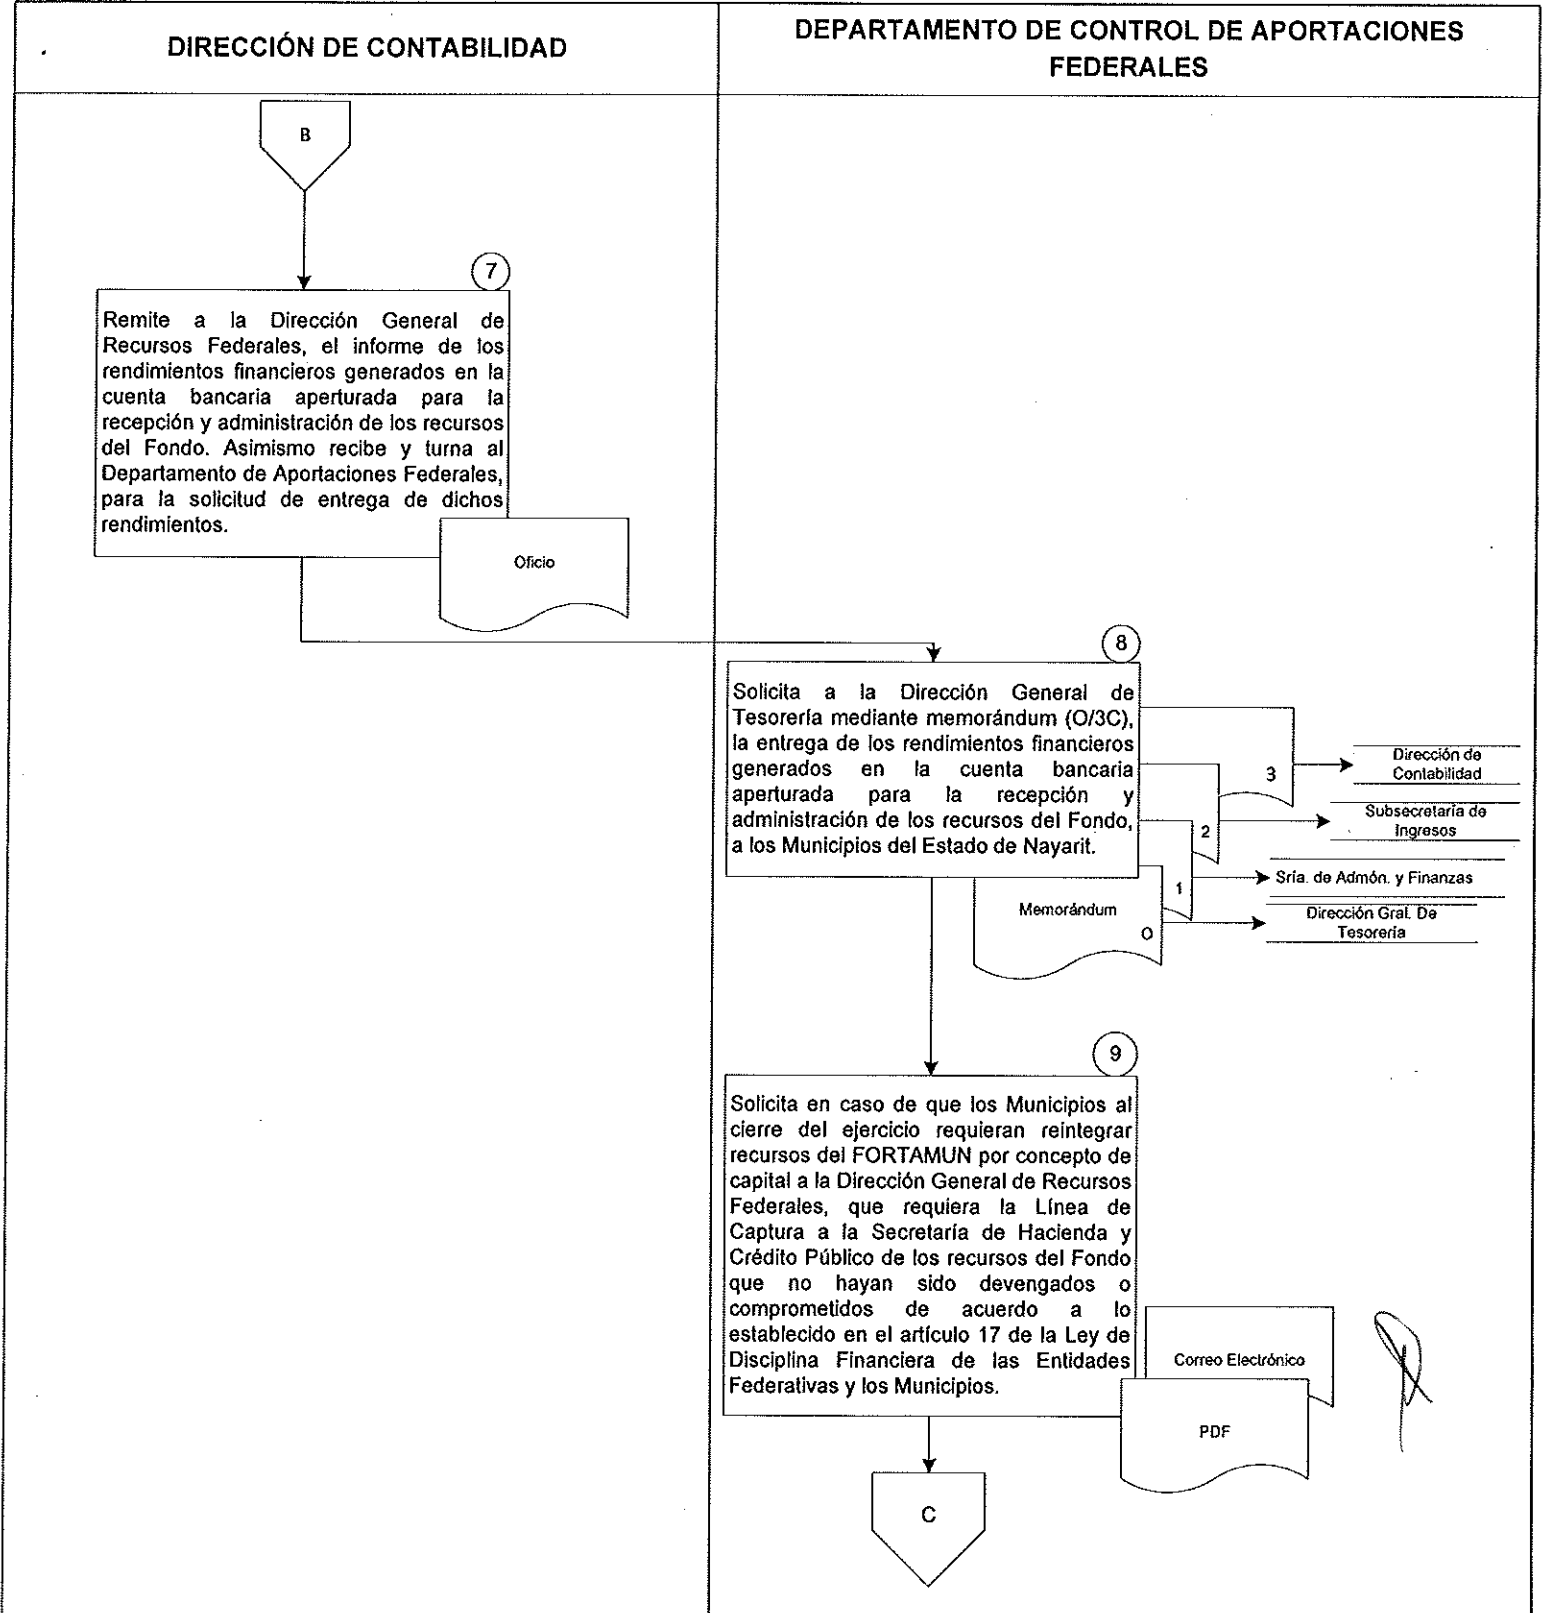 DIRECCIÓN DE CONTABILIDAD
DEPARTAMENTO DE CONTROL DE APORTACIONES
FEDERALES
B
7
Remite a la Dirección General de
Recursos Federales, el informe de los
rendimientos financieros generados en la
cuenta bancaria aperturada para la
recepción y administración de los recursos
del Fondo. Asimismo recibe y turna al
Departamento de Aportaciones Federales,
para la solicitud de entrega de dichos
rendimientos.
Oficio
8
Solicita a la Dirección General de
Tesorería mediante memorándum (O/3C),
la entrega de los rendimientos financieros
generados en la cuenta bancaria
aperturada para la recepción y
administración de los recursos del Fondo,
a los Municipios del Estado de Nayarit.
3
Dirección de
Contabilidad
2
Subsecretaría de
Ingresos
1
Sría. de Admón. y Finanzas
Memorándum
O
Dirección Gral. De
Tesorería
9
Solicita en caso de que los Municipios al
cierre del ejercicio requieran reintegrar
recursos del FORTAMUN por concepto de
capital a la Dirección General de Recursos
Federales, que requiera la Línea de
Captura a la Secretaría de Hacienda y
Crédito Público de los recursos del Fondo
que no hayan sido devengados o
comprometidos de acuerdo a lo
establecido en el artículo 17 de la Ley de
Disciplina Financiera de las Entidades
Federativas y los Municipios.
Correo Electrónico
PDF
C